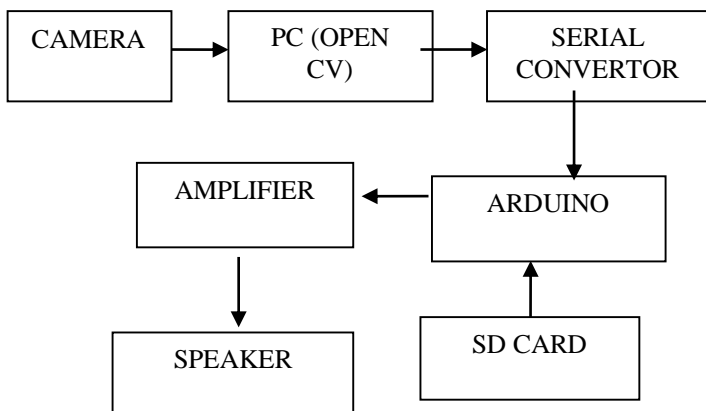 CAMERA
PC (OPEN
CV)
SERIAL
CONVERTOR
AMPLIFIER
ARDUINO
SPEAKER
SD CARD